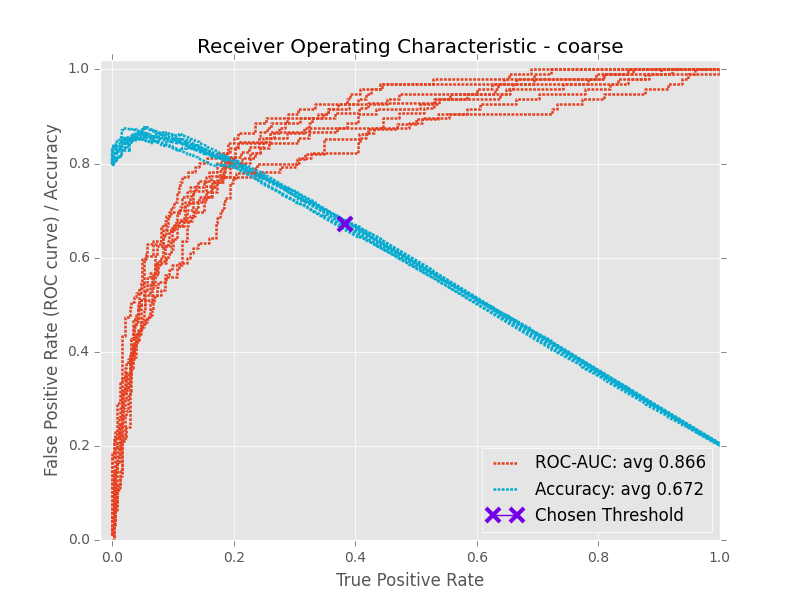 Receiver Operating Characteristic - coarse
1.0
0.8
0.6
0.4
0.2
0.0
False Positive Rate (ROC curve) / Accuracy
ROC-AUC: avg 0.866
Accuracy: avg 0.672
Chosen Threshold
0.0 0.2 0.4 0.6 0.8 1.0
True Positive Rate